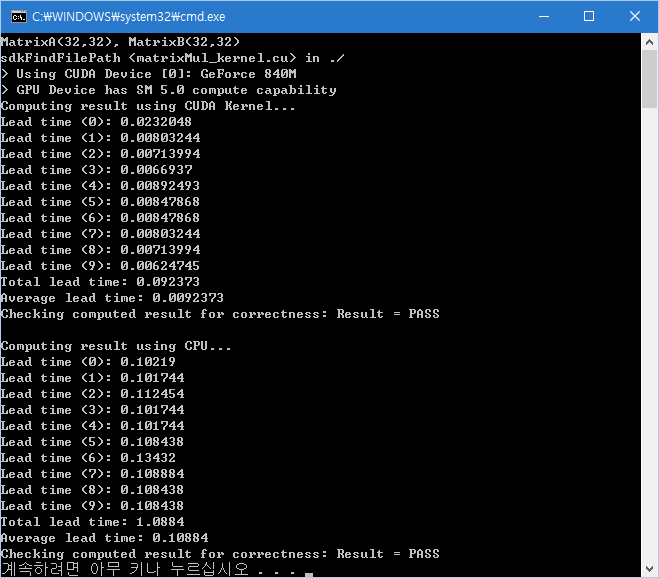 C:₩WINDOWS₩system32₩cmd.exe
MatrixA(32,32), MatrixB(32,32)
sdkFindFilePath <matrixMul_kernel.cu> in ./
> Using CUDA Device [0]: GeForce 840M
> GPU Device has SM 5.0 compute capability
Computing result using CUDA Kernel...
Lead time (0): 0.0232048
Lead time (1): 0.00803244
Lead time (2): 0.00713994
Lead time (3): 0.0066937
Lead time (4): 0.00892493
Lead time (5): 0.00847868
Lead time (6): 0.00847868
Lead time (7): 0.00803244
Lead time (8): 0.00713994
Lead time (9): 0.00624745
Total lead time: 0.092373
Average lead time: 0.0092373
Checking computed result for correctness: Result = PASS
Computing result using CPU...
Lead time (0): 0.10219
Lead time (1): 0.101744
Lead time (2): 0.112454
Lead time (3): 0.101744
Lead time (4): 0.101744
Lead time (5): 0.108438
Lead time (6): 0.13432
Lead time (7): 0.108884
Lead time (8): 0.108438
Lead time (9): 0.108438
Total lead time: 1.0884
Average lead time: 0.10884
Checking computed result for correctness: Result = PASS
계속하려면 아무 키나 누르십시오 . . .